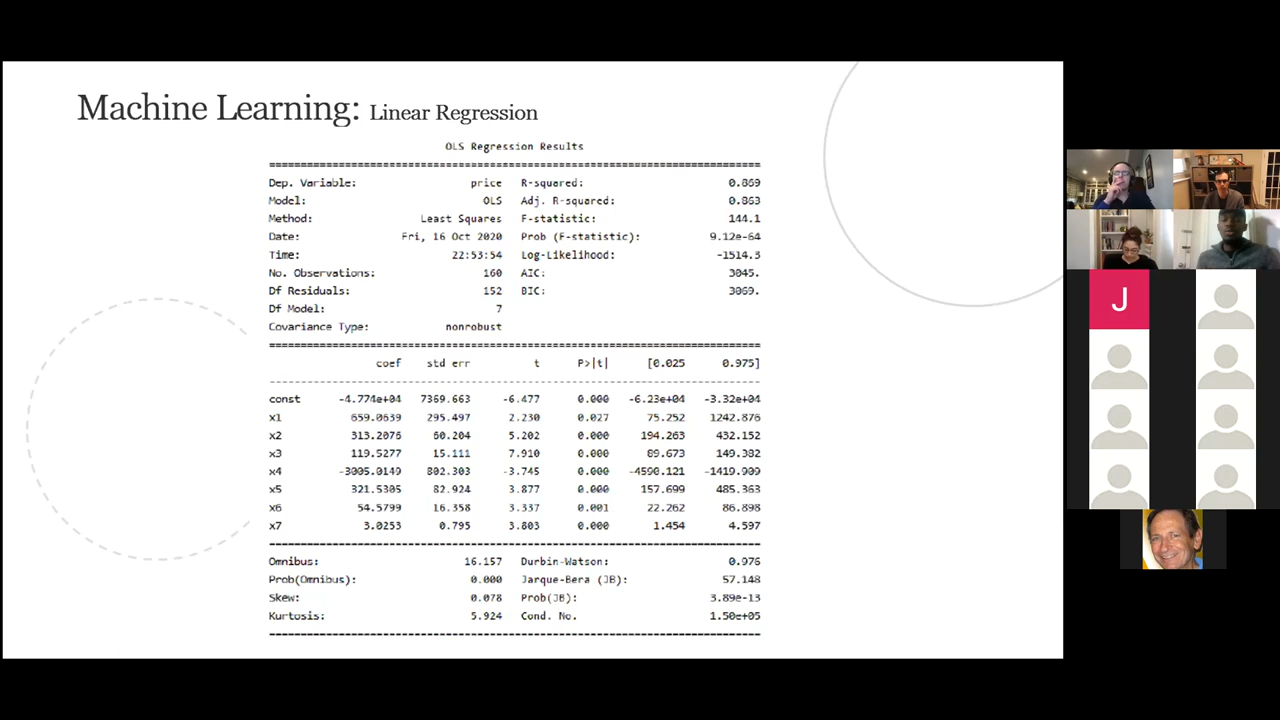 Machine Learning: Linear Regression
OLS Regression Results
Dep. Variable: price R-squared: 0.869
Model: OLS Adj. R-squared: 0.863
Method: Least Squares F-statistic: 144.1
Date: Fri, 16 Oct 2020 Prob (F-statistic): 9.12e-64
Time: 22:53:54 Log-Likelihood: -1514.3
No. Observations: 160 AIC: 3045.
Df Residuals: 152 BIC: 3069.
Df Model: 7
Covariance Type: nonrobust
coef std err t P>|t| [0.025 0.975]
const -4.774e+04 7369.663 -6.477 0.000 -6.23e+04 -3.32e+04
x1 659.0639 295.497 2.230 0.027 75.252 1242.876
x2 313.2076 60.204 5.202 0.000 194.263 432.152
x3 119.5277 15.111 7.910 0.000 89.673 149.382
x4 -3005.0149 802.303 -3.745 0.000 -4590.121 -1419.909
x5 321.5305 82.924 3.877 0.000 157.699 485.363
x6 54.5799 16.358 3.337 0.001 22.262 86.898
x7 3.0253 0.795 3.803 0.000 1.454 4.597
Omnibus: 16.157 Durbin-Watson: 0.976
Prob(Omnibus): 0.000 Jarque-Bera (JB): 57.148
Skew: 0.078 Prob(JB): 3.89e-13
Kurtosis: 5.924 Cond. No. 1.50e+05
J